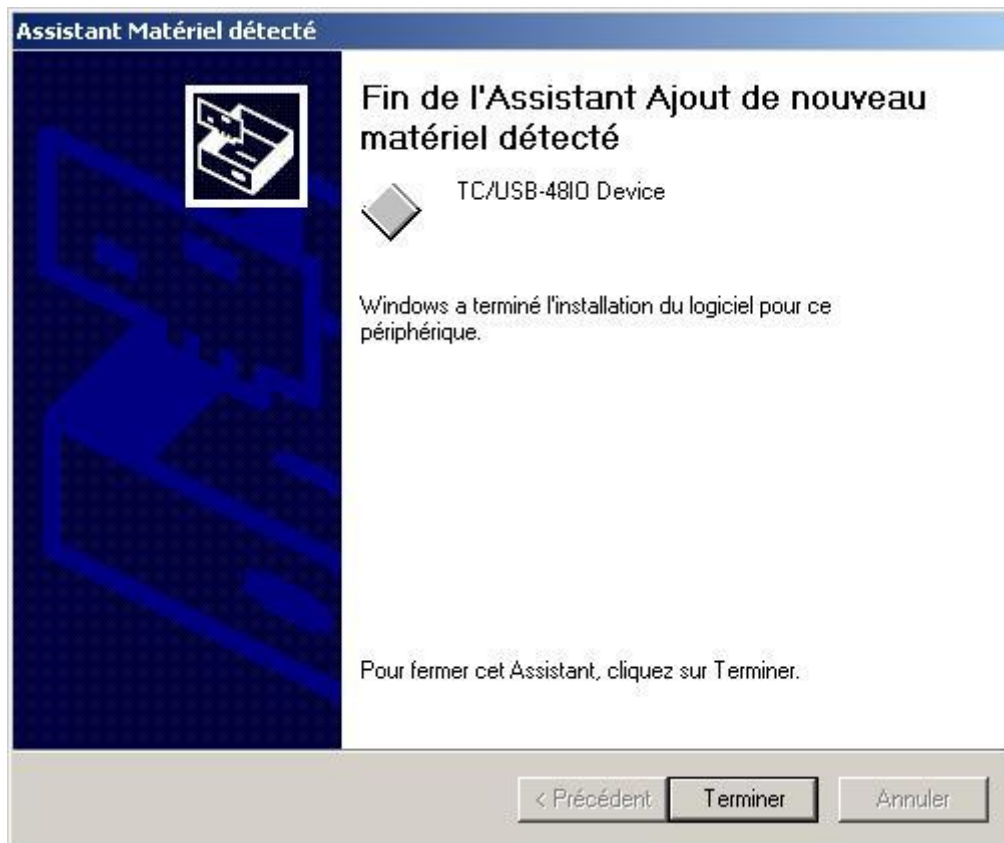 Assistant Matériel détecté
Fin de l'Assistant Ajout de nouveau
matériel détecté
TC/USB-48IO Device
Windows a terminé l'installation du logiciel pour ce
périphérique.
Pour fermer cet Assistant, cliquez sur Terminer.
< Précédent Terminer Annuler